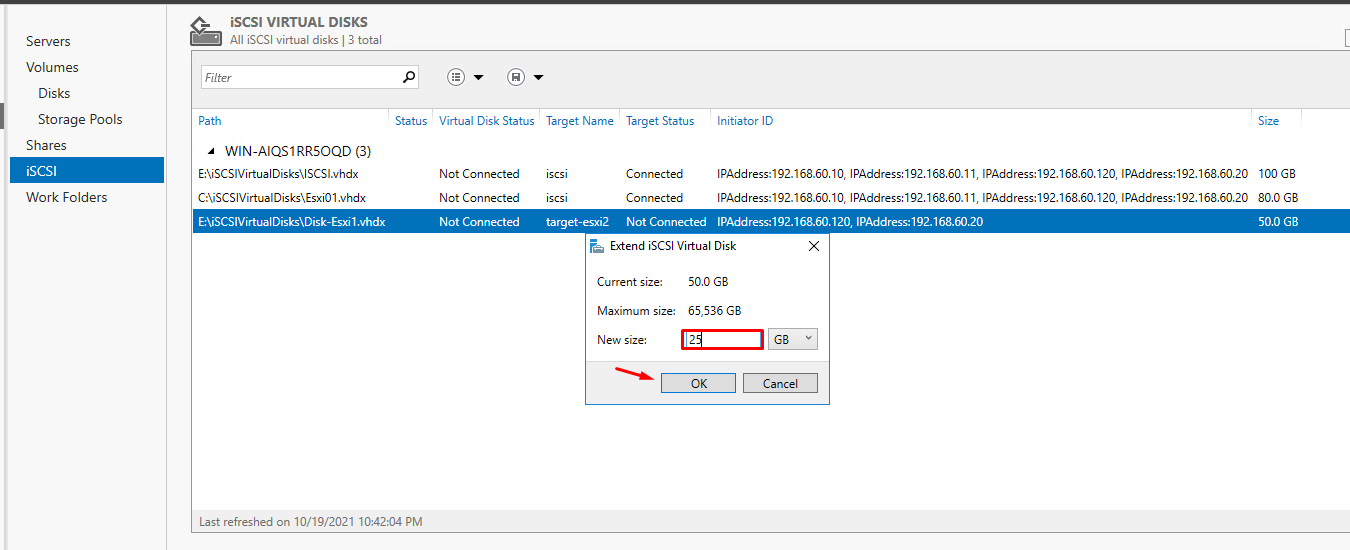 iSCSI VIRTUAL DISKS
All iSCSI virtual disks | 3 total
Servers
Volumes
Disks
Storage Pools
Shares
iSCSI
Work Folders
Filter
Path Status Virtual Disk Status Target Name Target Status Initiator ID Size
WIN-AIQS1RR5OQD (3)
E:\iSCSIVirtualDisks\ISCSI.vhdx Not Connected iscsi Connected IPAddress:192.168.60.10, IPAddress:192.168.60.11, IPAddress:192.168.60.120, IPAddress:192.168.60.20 100 GB
C:\iSCSIVirtualDisks\Esxi01.vhdx Not Connected iscsi Connected IPAddress:192.168.60.10, IPAddress:192.168.60.11, IPAddress:192.168.60.120, IPAddress:192.168.60.20 80.0 GB
E:\iSCSIVirtualDisks\Disk-Esxi1.vhdx Not Connected target-esxi2 Not Connected IPAddress:192.168.60.120, IPAddress:192.168.60.20 50.0 GB
Extend iSCSI Virtual Disk
Current size: 50.0 GB
Maximum size: 65,536 GB
New size: 25 GB
OK Cancel
Last refreshed on 10/19/2021 10:42:04 PM